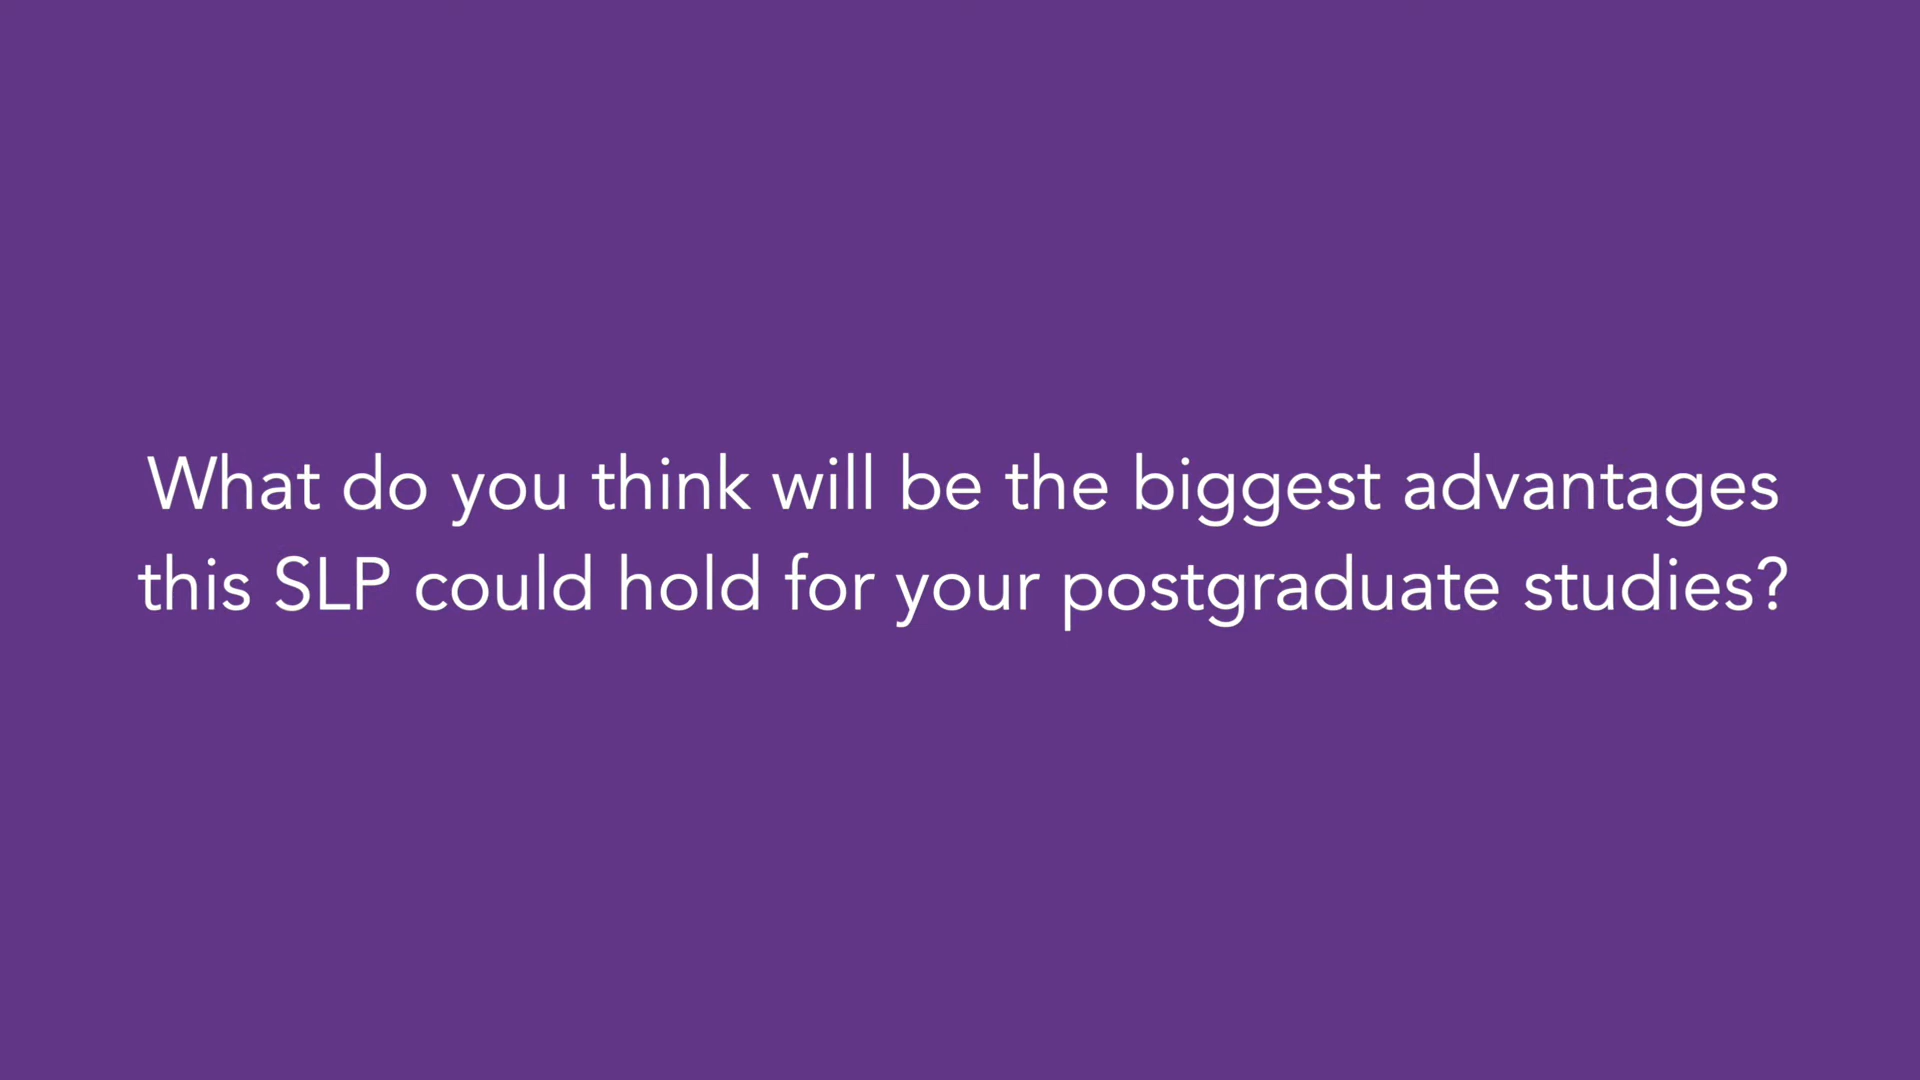 What do you think will be the biggest advantages
this SLP could hold for your postgraduate studies?